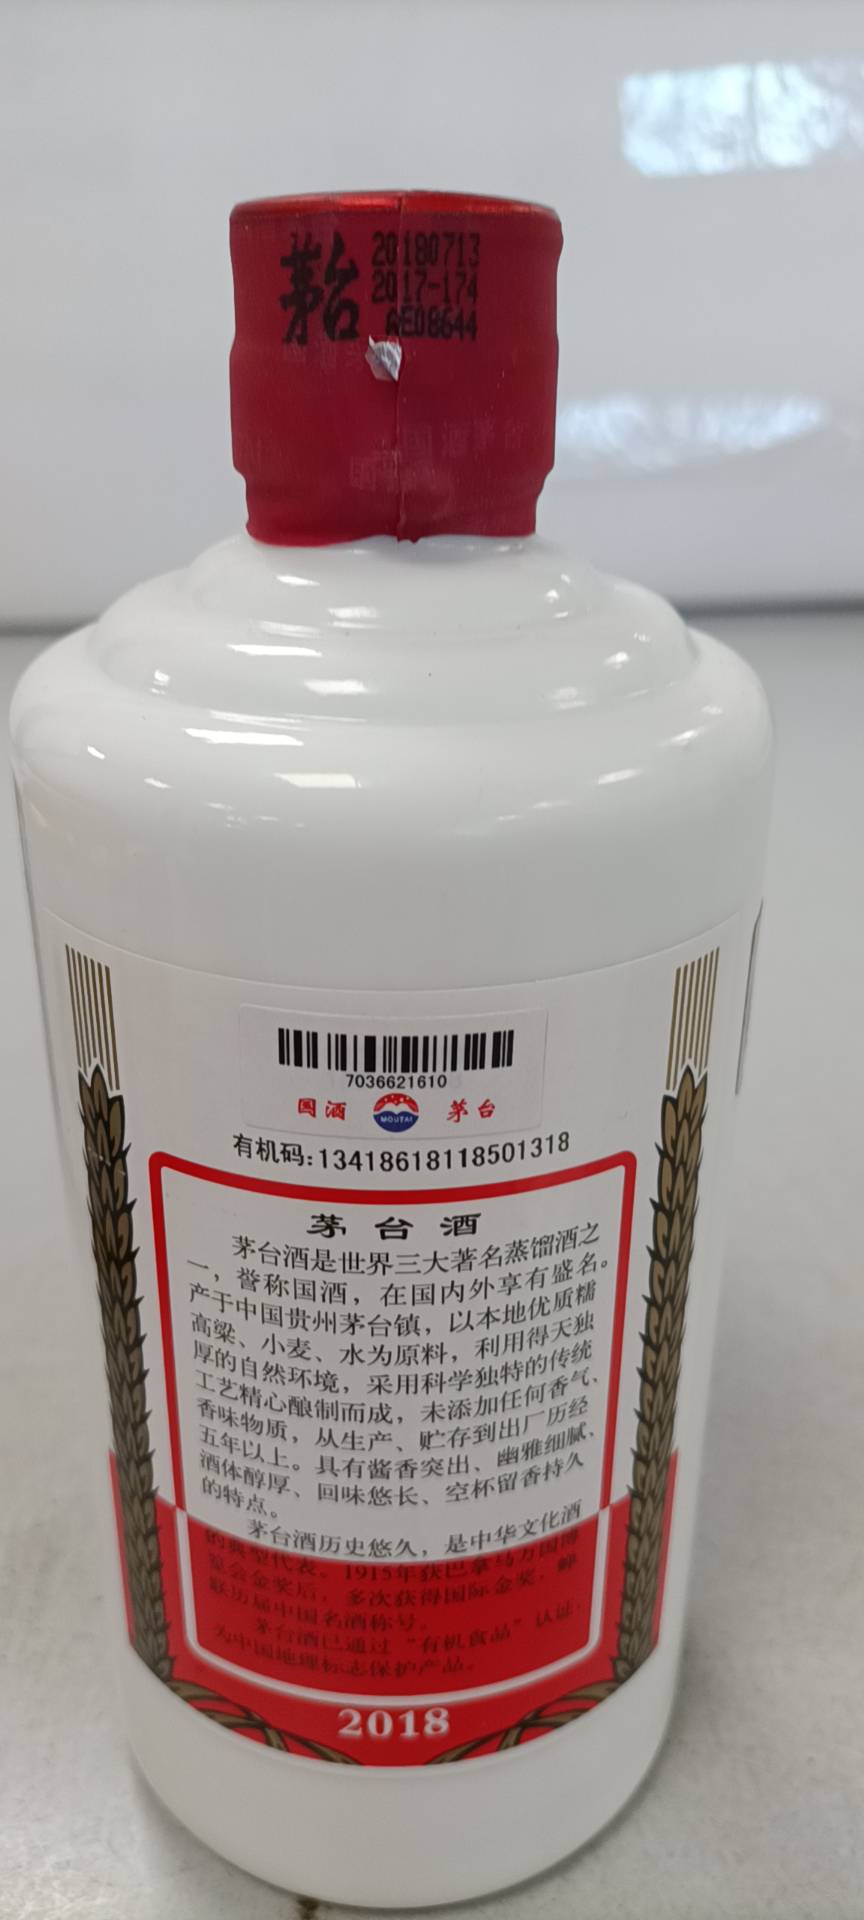 茅台
20180713
2017-174
AE08644
国酒茅台
7036621610
国酒
MOUTAI
茅台
有机码:13418618118501318
茅台酒
茅台酒是世界三大著名蒸馏酒之
一，誉称国酒，在国内外享有盛名。
产于中国贵州茅台镇，以本地优质糯
高粱、小麦、水为原料，利用得天独
厚的自然环境，采用科学独特的传统
工艺精心酿制而成，未添加任何香气、
香味物质，从生产、贮存到出厂历经
五年以上。具有酱香突出、幽雅细腻、
酒体醇厚、回味悠长、空杯留香持久
的特点。
茅台酒历史悠久，是中华文化酒
的典型代表。1915年获巴拿马万国博
览会金奖后，多次获得国际金奖，蝉
联历届中国名酒称号。
茅台酒已通过“有机食品”认证，
为中国地理标志保护产品。
2018